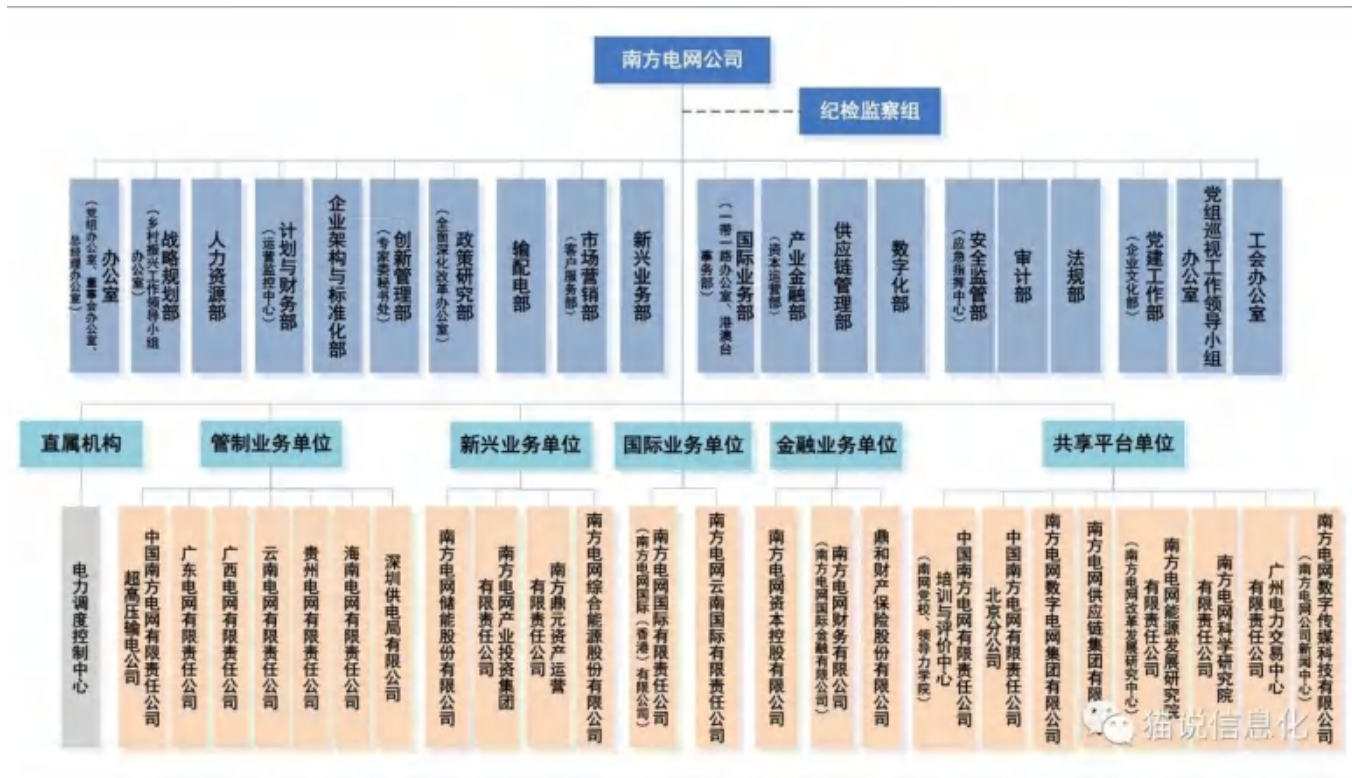 南方电网公司
纪检监察组
办公室
（党组办公室、董事会办公室、
总经理办公室）
战略规划部
（乡村振兴工作领导小组
办公室）
人力资源部
计划与财务部
（运营监控中心）
企业架构与标准化部
创新管理部
（专家委秘书处）
政策研究部
（全面深化改革办公室）
输配电部
市场营销部
（客户服务部）
新兴业务部
国际业务部
（一带一路办公室、港澳台
事务部）
产业金融部
（资本运营部）
供应链管理部
数字化部
安全监管部
（应急指挥中心）
审计部
法规部
党建工作部
（企业文化部）
党组巡视工作领导小组
办公室
工会办公室
直属机构
管制业务单位
新兴业务单位
国际业务单位
金融业务单位
共享平台单位
电力调度控制中心
中国南方电网有限责任公司
超高压输电公司
广东电网有限责任公司
广西电网有限责任公司
云南电网有限责任公司
贵州电网有限责任公司
海南电网有限责任公司
深圳供电局有限公司
南方电网储能股份有限公司
南方电网产业投资集团
有限责任公司
南方鼎元资产运营
有限责任公司
南方电网综合能源股份有限公司
南方电网国际有限责任公司
（南方电网国际（香港）有限公司）
南方电网云南国际有限责任公司
南方电网资本控股有限公司
南方电网财务有限公司
（南方电网国际金融有限公司）
鼎和财产保险股份有限公司
中国南方电网有限责任公司
培训与评价中心
（南网党校、领导力学院）
中国南方电网有限责任公司
北京分公司
南方电网数字电网集团有限公司
南方电网供应链集团有限
南方电网能源发展研究院
有限责任公司
（南方电网改革发展研究中心）
南方电网科学研究院
有限责任公司
广州电力交易中心
有限责任公司
南方电网数字传媒科技有限公司
（南方电网公司新闻中心）
猫说信息化